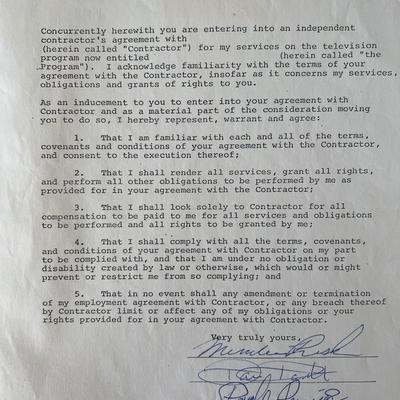 Concurrently herewith you are entering into an independent
contractor's agreement with
(herein called "Contractor") for my services on the television
program now entitled (herein called "the
Program"). I acknowledge familiarity with the terms of your
agreement with the Contractor, insofar as it concerns my services,
obligations and grants of rights to you.
As an inducement to you to enter into your agreement with
Contractor and as a material part of the consideration moving
you to do so, I hereby represent, warrant and agree:
1. That I am familiar with each and all of the terms,
covenants and conditions of your agreement with Contractor,
and consent to the execution thereof;
2. That I shall render all services, grant all rights,
and perform all other obligations to be performed by me as
provided for in your agreement with the Contractor;
3. That I shall look solely to Contractor for all
compensation to be paid to me for all services and obligations
to be performed and all rights to be granted by me;
4. That I shall comply with all the terms, covenants,
and conditions of your agreement with Contractor on my part
to be complied with, and that I am under no obligation or
disability created by law or otherwise, which would or might
prevent or restrict me from so complying; and
5. That in no event shall any amendment or termination
of my employment agreement with Contractor, or any breach thereof
by Contractor limit or affect any of my obligations or your
rights provided for in your agreement with Contractor.
Very truly yours,